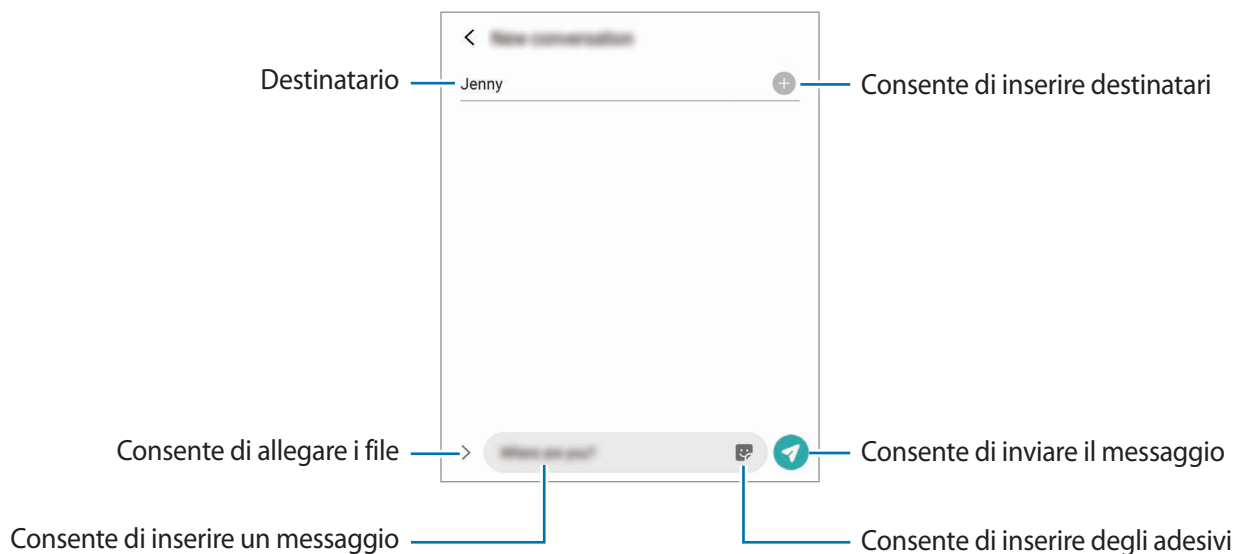 Destinatario
Jenny
Consente di inserire destinatari
Consente di allegare i file
Consente di inviare il messaggio
Consente di inserire un messaggio
Consente di inserire degli adesivi